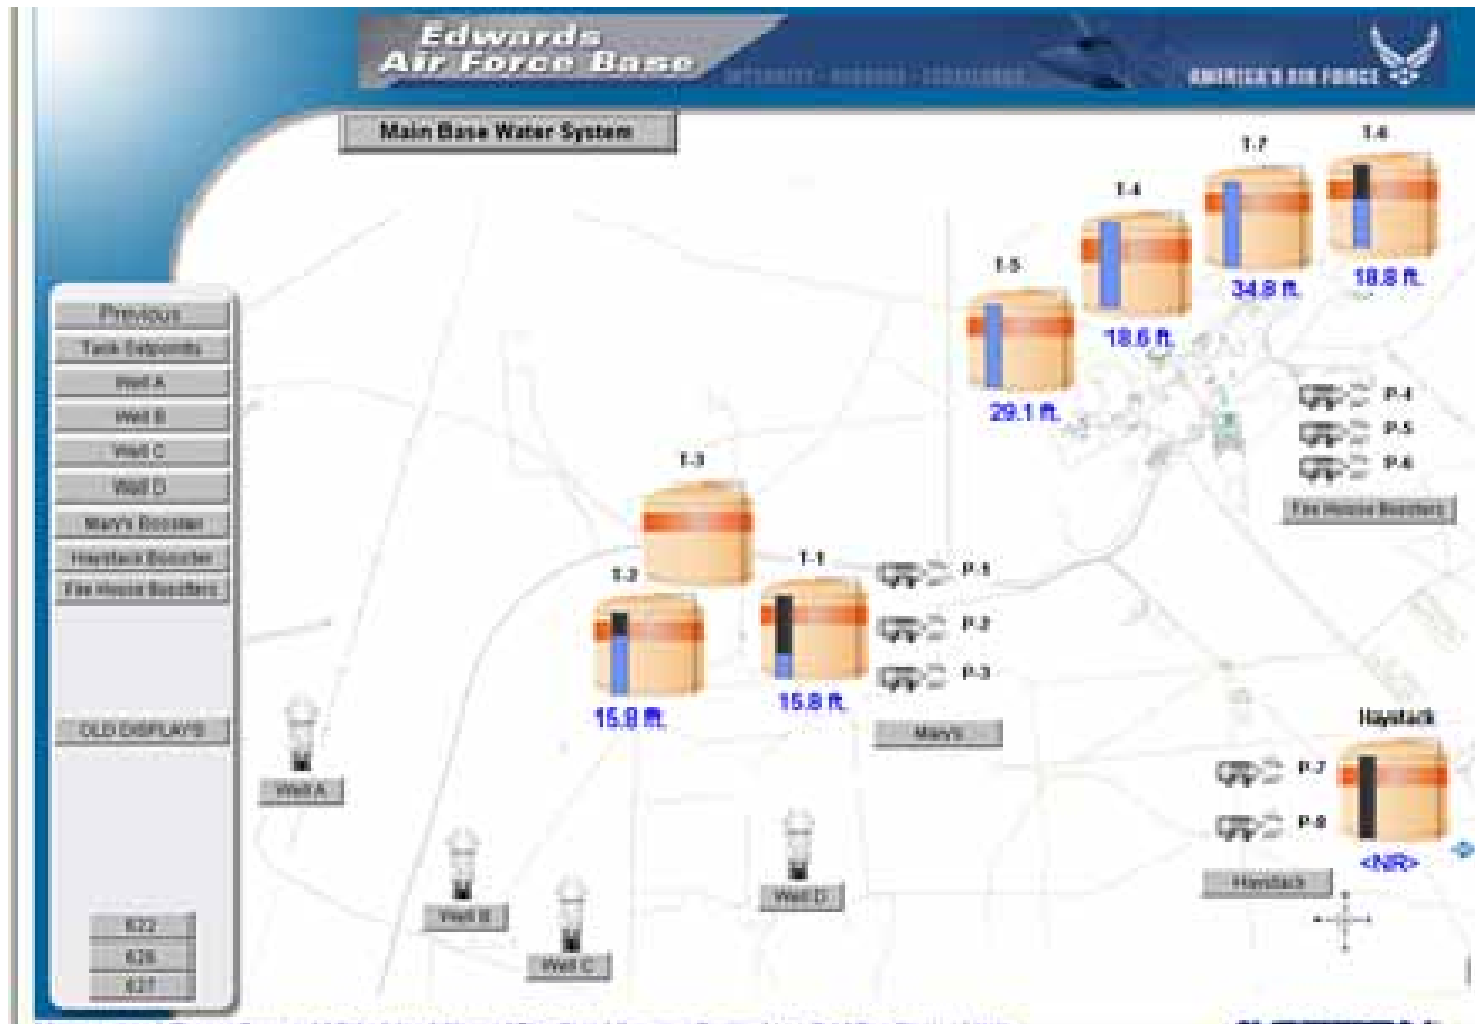 Edwards
Air Force Base
AMERICA'S AIR FORCE
Main Base Water System
T-6
T-7
T-4
T-5
18.8 ft.
34.8 ft.
18.6 ft.
29.1 ft.
Previous
Tank Setpoints
Well A
Well B
Well C
Well D
Mary's Booster
Haystack Booster
Fire House Boosters
OLD DISPLAYS
622
626
627
P-4
P-5
P-6
Fire House Boosters
T-3
T-2
T-1
P-1
P-2
P-3
15.8 ft.
Mary's
Haystack
P-7
P-8
<NR>
Haystack
Well A
Well B
Well C
Well D